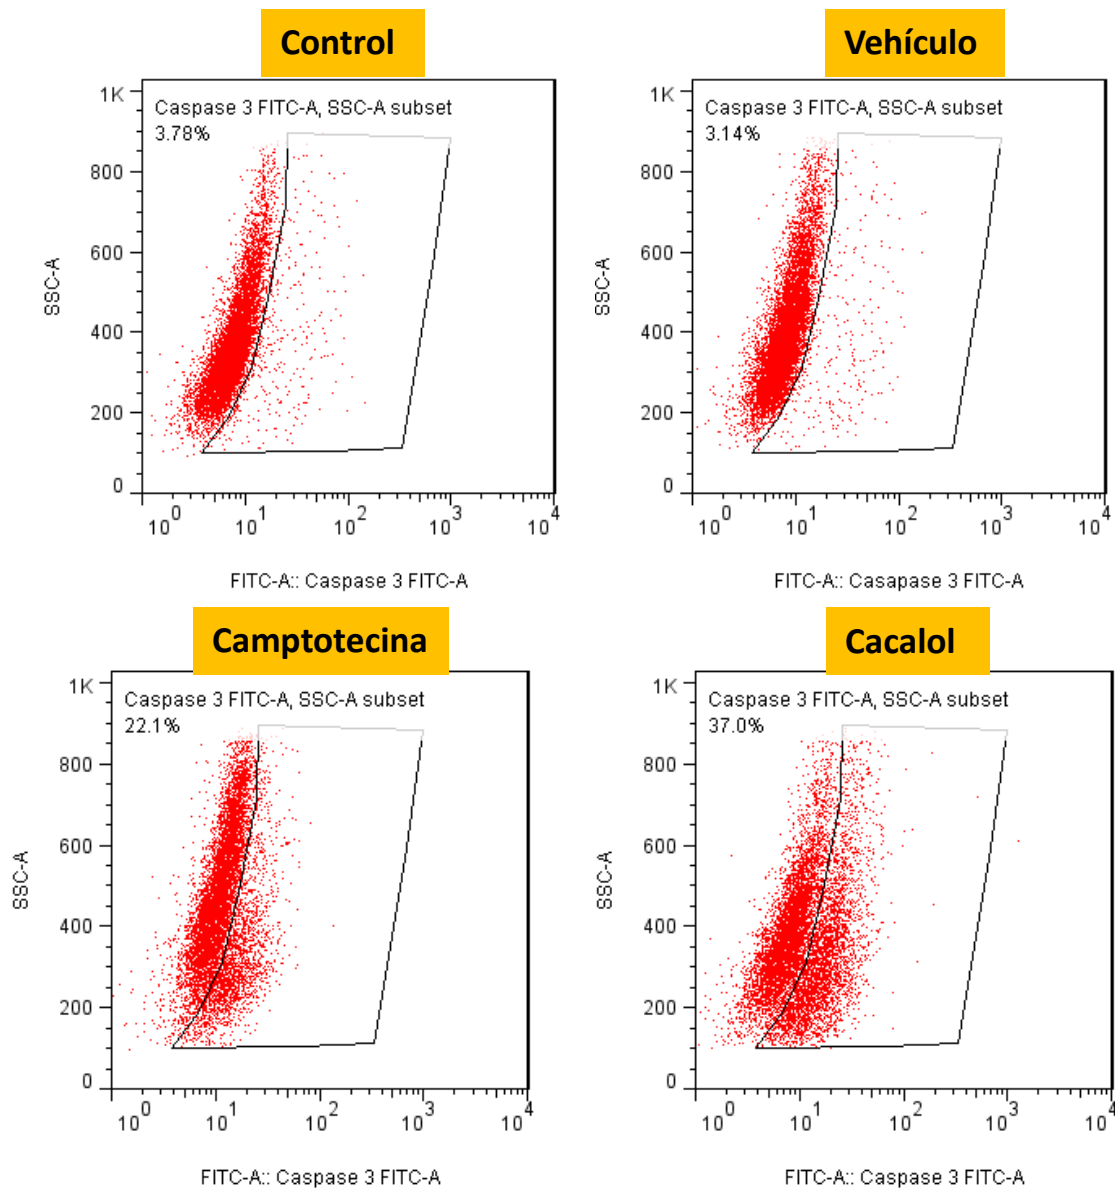 Control
Caspase 3 FITC-A, SSC-A subset
3.78%
1K
800
600
400
200
0
SSC-A
10^0 10^1 10^2 10^3 10^4
FITC-A:: Caspase 3 FITC-A
Vehículo
Caspase 3 FITC-A, SSC-A subset
3.14%
1K
800
600
400
200
0
SSC-A
10^0 10^1 10^2 10^3 10^4
FITC-A:: Casapase 3 FITC-A
Camptotecina
Caspase 3 FITC-A, SSC-A subset
22.1%
1K
800
600
400
200
0
SSC-A
10^0 10^1 10^2 10^3 10^4
FITC-A:: Caspase 3 FITC-A
Cacalol
Caspase 3 FITC-A, SSC-A subset
37.0%
1K
800
600
400
200
0
SSC-A
10^0 10^1 10^2 10^3 10^4
FITC-A:: Caspase 3 FITC-A